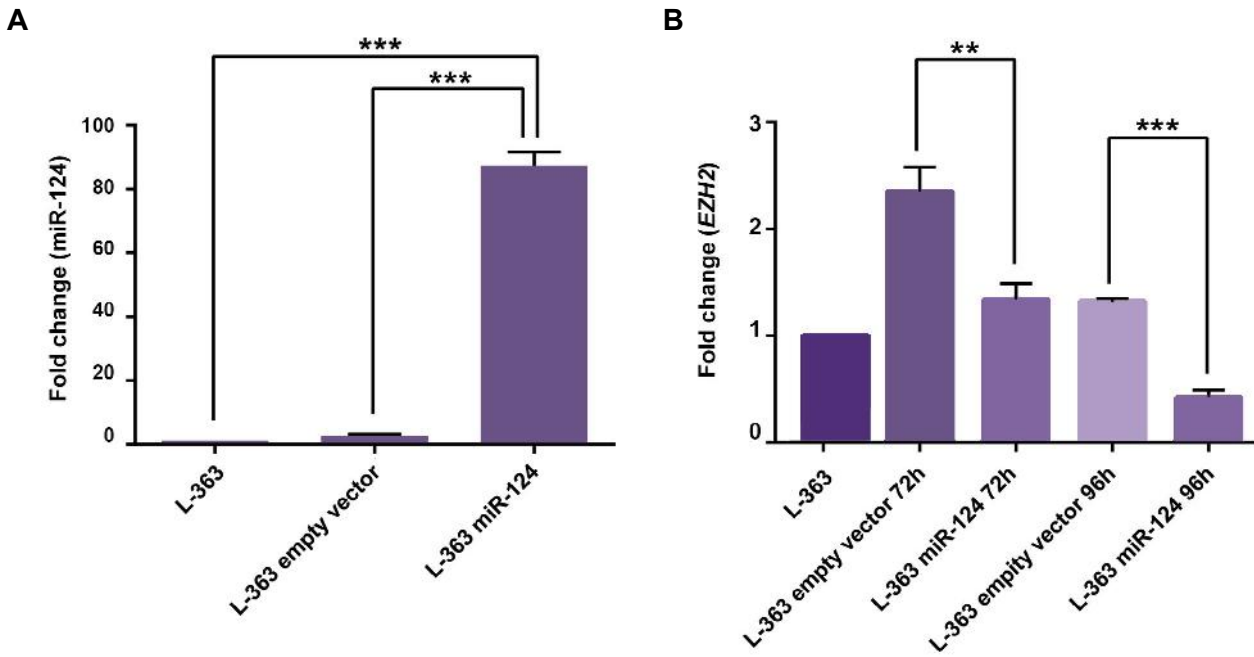 A
***
***
Fold change (miR-124)
100
80
60
40
20
0
L-363
L-363 empty vector
L-363 miR-124
B
**
***
Fold change (EZH2)
3
2
1
0
L-363
L-363 empty vector 72h
L-363 miR-124 72h
L-363 empity vector 96h
L-363 miR-124 96h